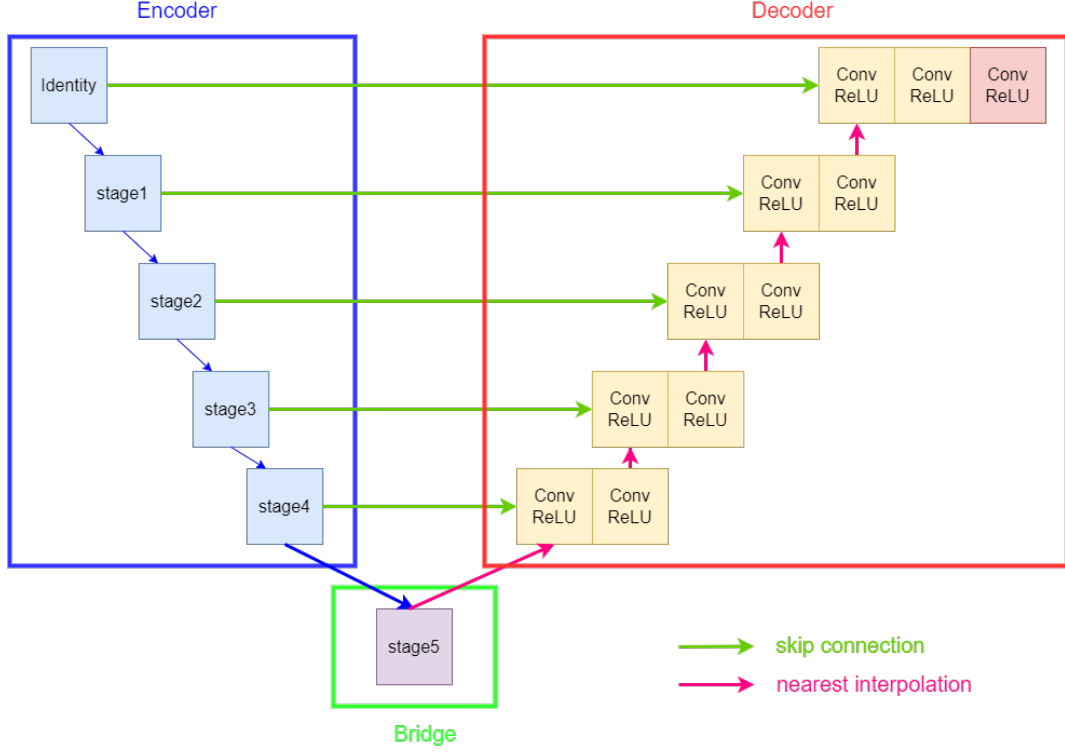 Encoder
Decoder
Identity
Conv
ReLU
Conv
ReLU
Conv
ReLU
stage1
Conv
ReLU
Conv
ReLU
stage2
Conv
ReLU
Conv
ReLU
stage3
Conv
ReLU
Conv
ReLU
stage4
Conv
ReLU
Conv
ReLU
stage5
Bridge
skip connection
nearest interpolation